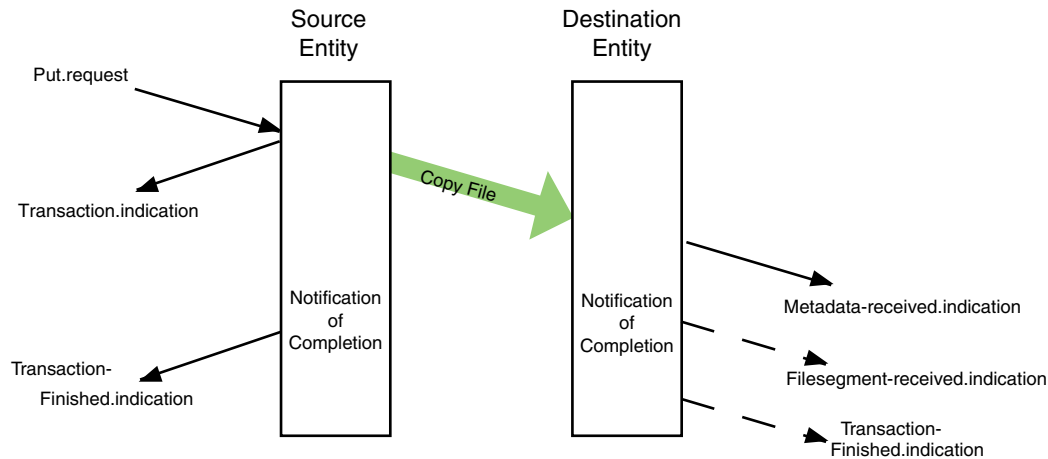 Source
Entity
Destination
Entity
Put.request
Copy File
Transaction.indication
Notification
of
Completion
Notification
of
Completion
Metadata-received.indication
Transaction-
Finished.indication
Filesegment-received.indication
Transaction-
Finished.indication